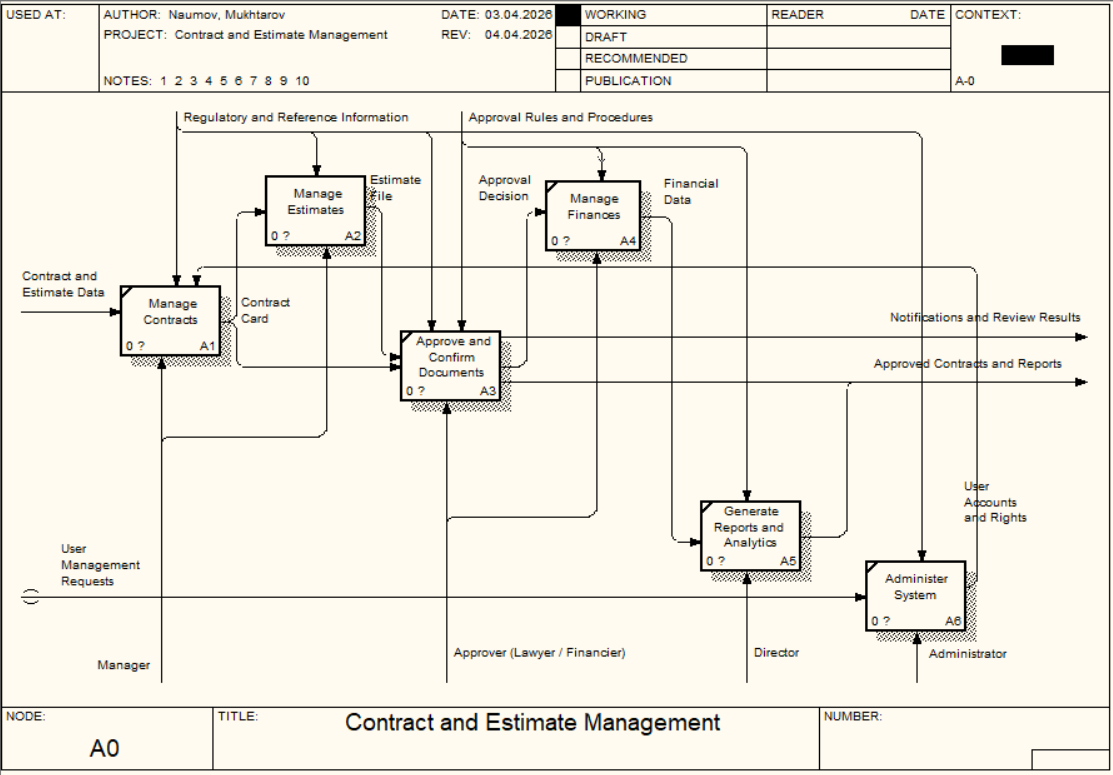 USED AT:
AUTHOR: Naumov, Mukhtarov
DATE: 03.04.2026
WORKING
READER
DATE
CONTEXT:
PROJECT: Contract and Estimate Management
REV: 04.04.2026
DRAFT
RECOMMENDED
NOTES: 1 2 3 4 5 6 7 8 9 10
PUBLICATION
A-0
Regulatory and Reference Information
Approval Rules and Procedures
Estimate
File
Approval
Decision
Financial
Data
Manage
Estimates
0 ?
A2
Manage
Finances
0 ?
A4
Contract and
Estimate Data
Manage
Contracts
0 ?
A1
Contract
Card
Notifications and Review Results
Approve and
Confirm
Documents
0 ?
A3
Approved Contracts and Reports
User
Accounts
and Rights
Generate
Reports and
Analytics
0 ?
A5
User
Management
Requests
Administer
System
0 ?
A6
Manager
Approver (Lawyer / Financier)
Director
Administrator
NODE:
A0
TITLE:
Contract and Estimate Management
NUMBER: